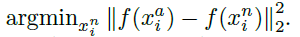 argmin_{x_i^n} ‖f(x_i^a) − f(x_i^n)‖_2^2.